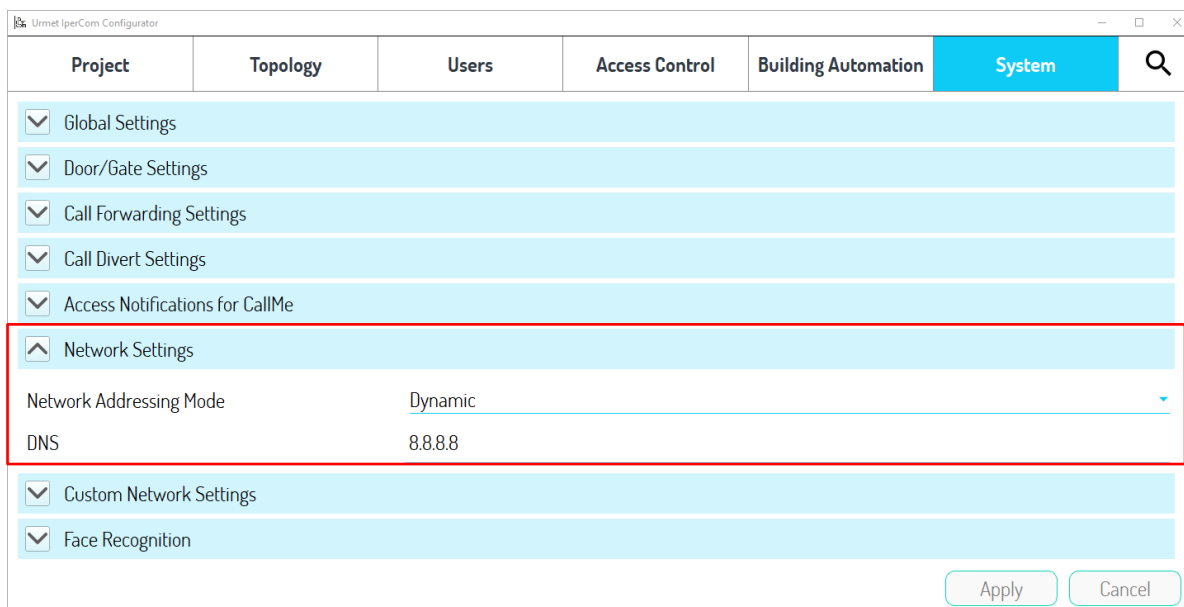 Urmet IperCom Configurator
Project Topology Users Access Control Building Automation System
Global Settings
Door/Gate Settings
Call Forwarding Settings
Call Divert Settings
Access Notifications for CallMe
Network Settings
Network Addressing Mode Dynamic
DNS 8.8.8.8
Custom Network Settings
Face Recognition
Apply Cancel